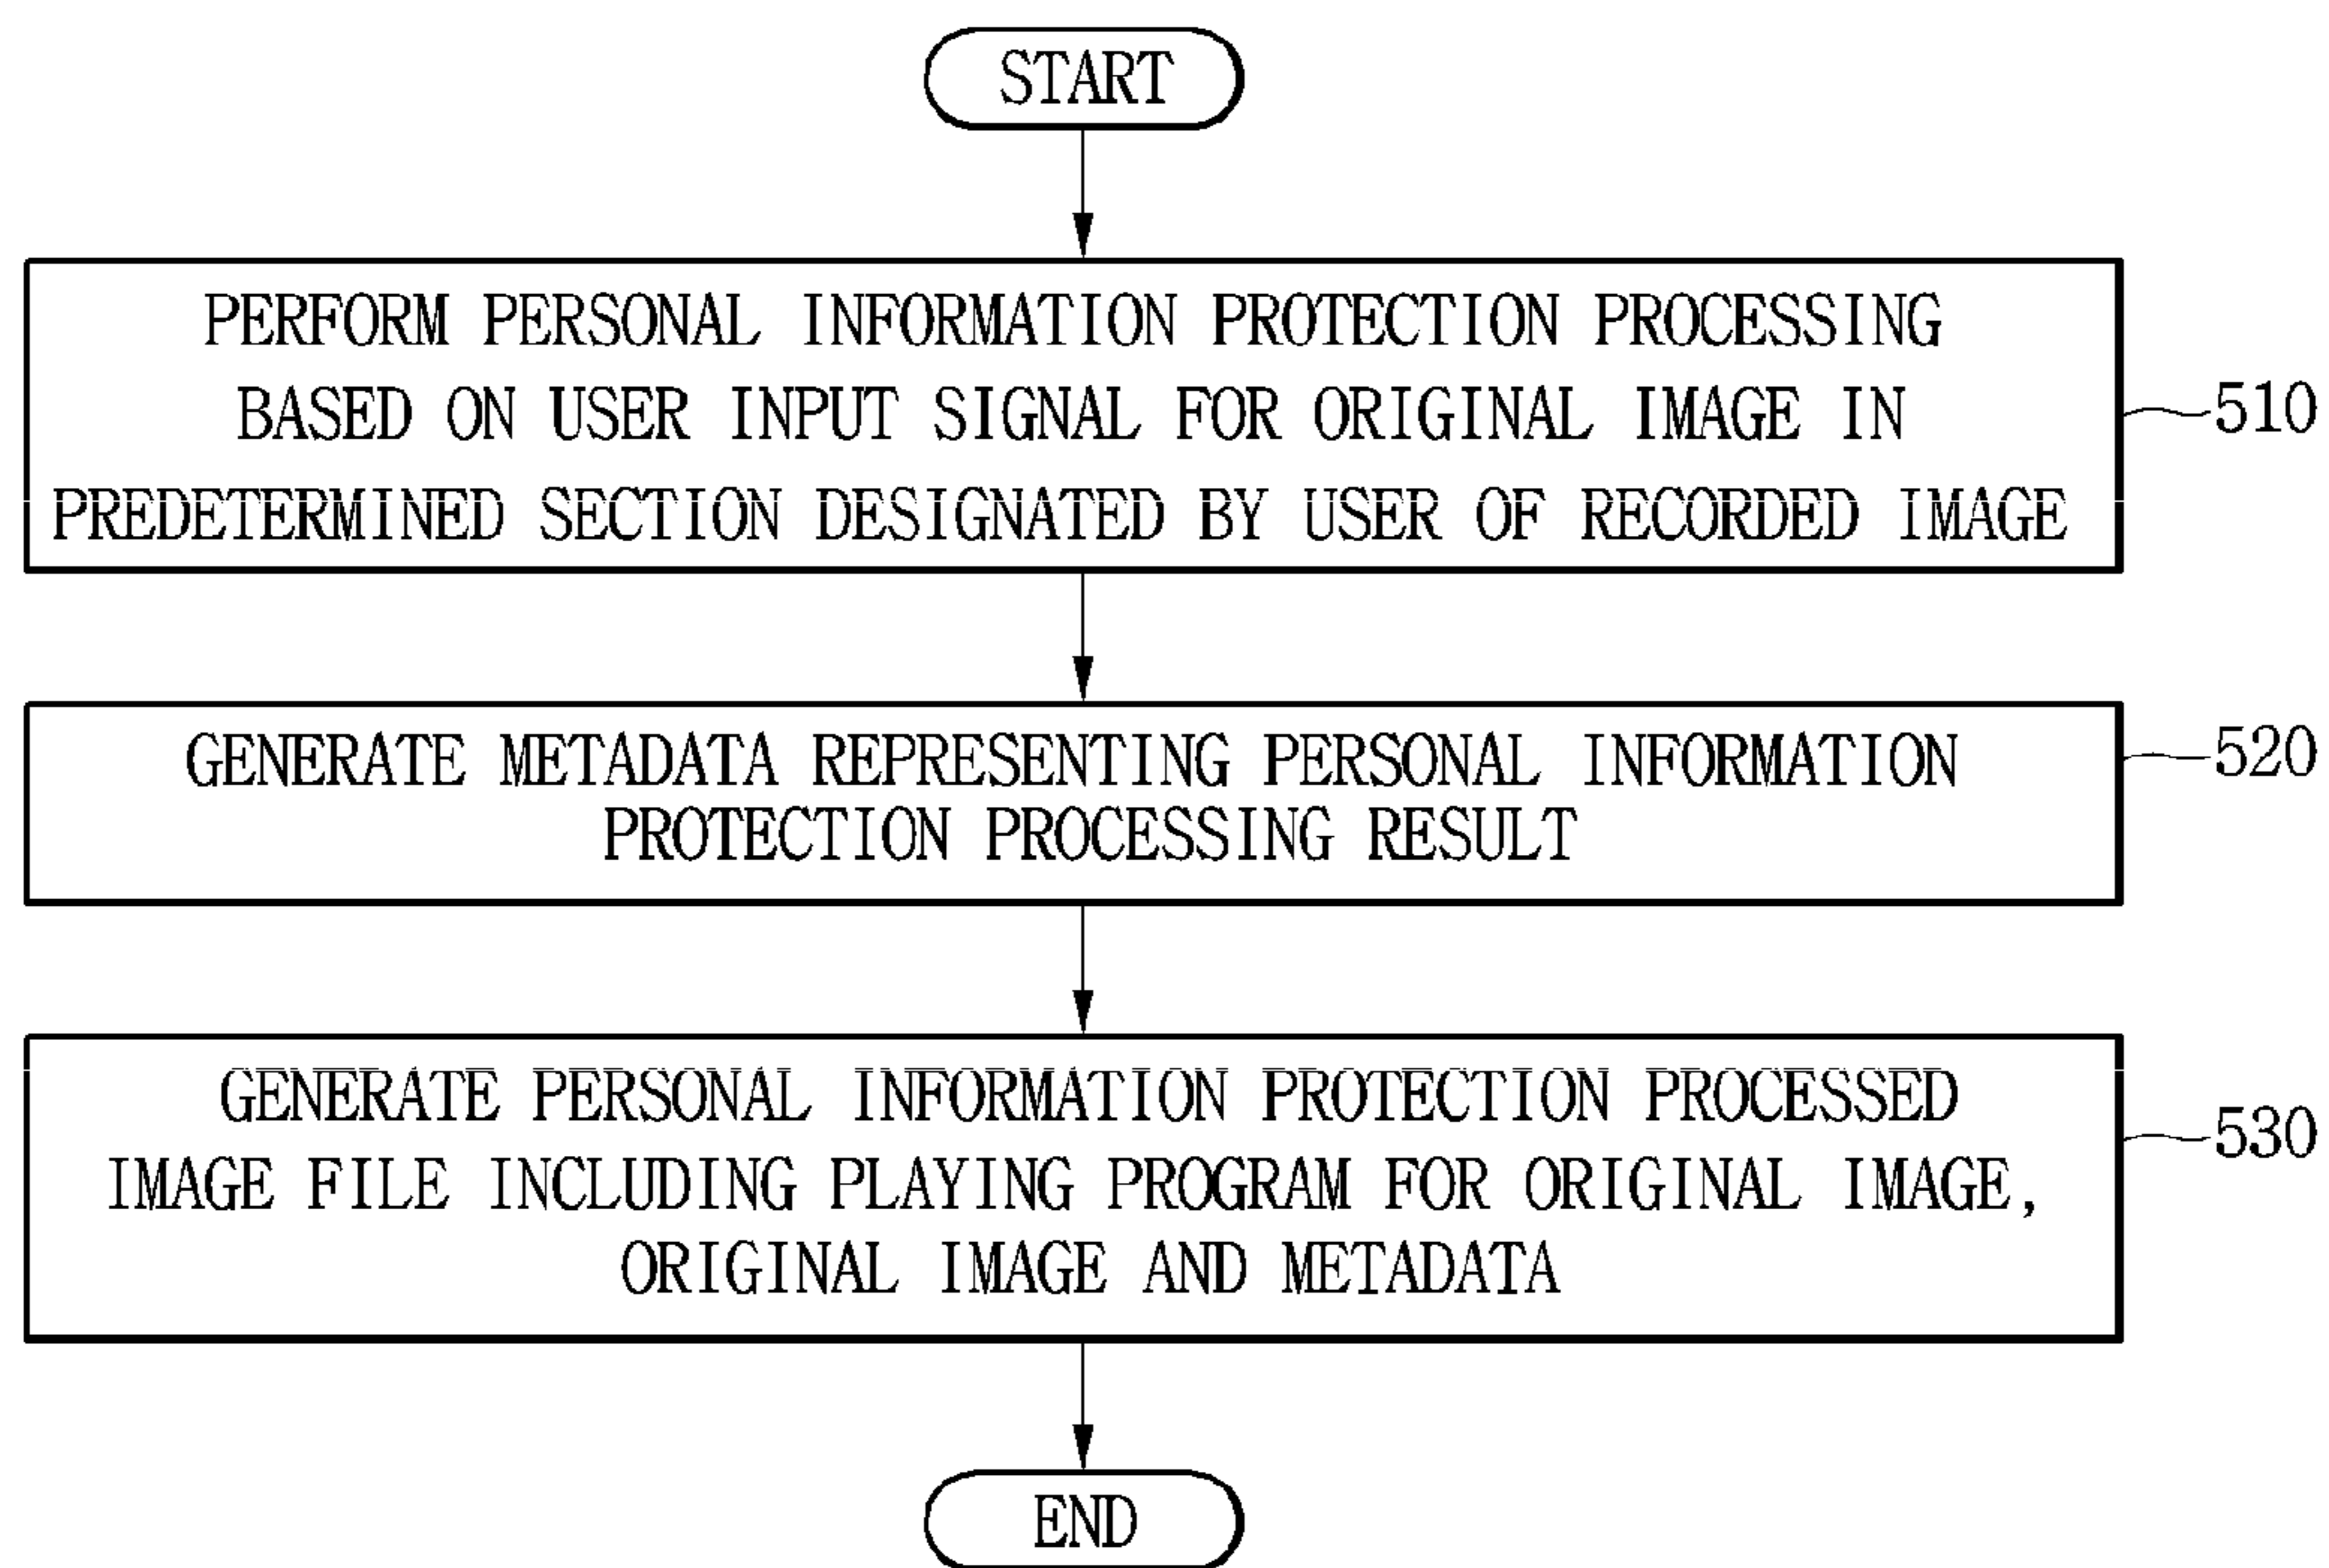 START
PERFORM PERSONAL INFORMATION PROTECTION PROCESSING
BASED ON USER INPUT SIGNAL FOR ORIGINAL IMAGE IN
PREDETERMINED SECTION DESIGNATED BY USER OF RECORDED IMAGE
510
GENERATE METADATA REPRESENTING PERSONAL INFORMATION
PROTECTION PROCESSING RESULT
520
GENERATE PERSONAL INFORMATION PROTECTION PROCESSED
IMAGE FILE INCLUDING PLAYING PROGRAM FOR ORIGINAL IMAGE,
ORIGINAL IMAGE AND METADATA
530
END